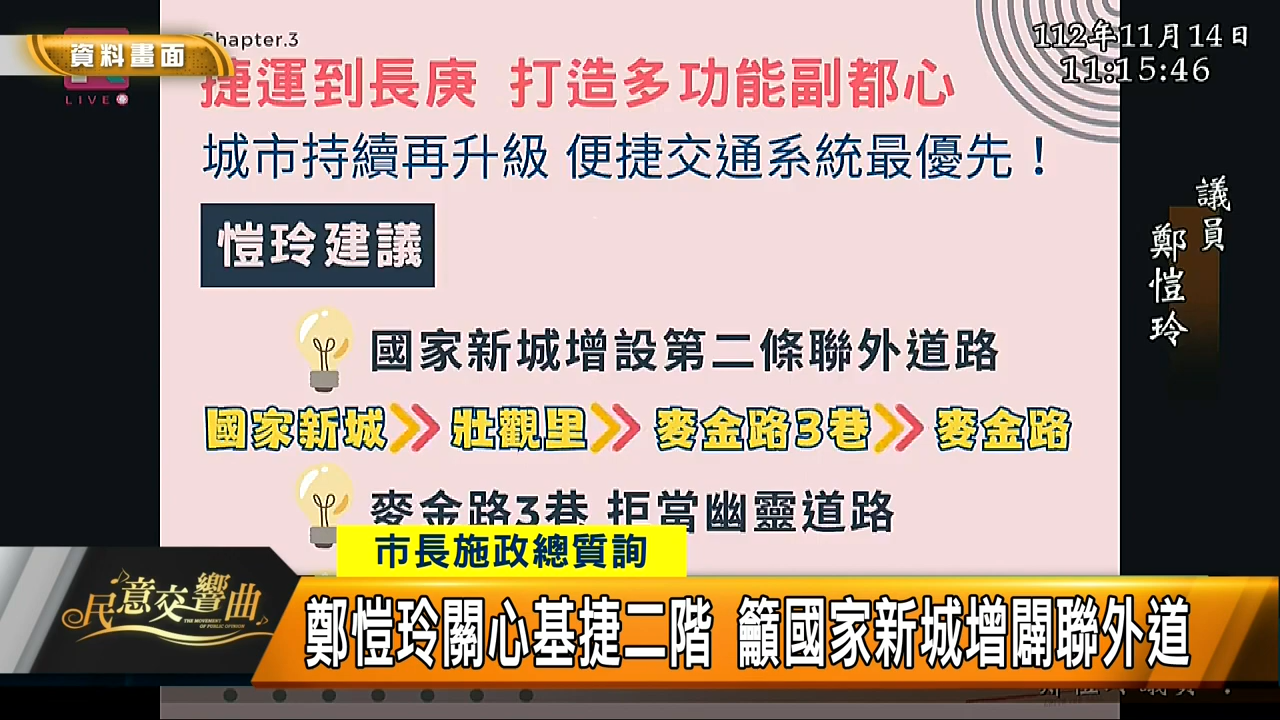 Chapter.3
資料畫面
LIVE
112年11月14日
11:15:46
捷運到長庚 打造多功能副都心
城市持續再升級 便捷交通系統最優先！
議員
鄭愷玲
愷玲建議
國家新城增設第二條聯外道路
國家新城 壯觀里 麥金路3巷 麥金路
麥金路3巷 拒當幽靈道路
市長施政總質詢
民意交響曲
THE MOVEMENT
OF PUBLIC OPINION
鄭愷玲關心基捷二階 籲國家新城增闢聯外道